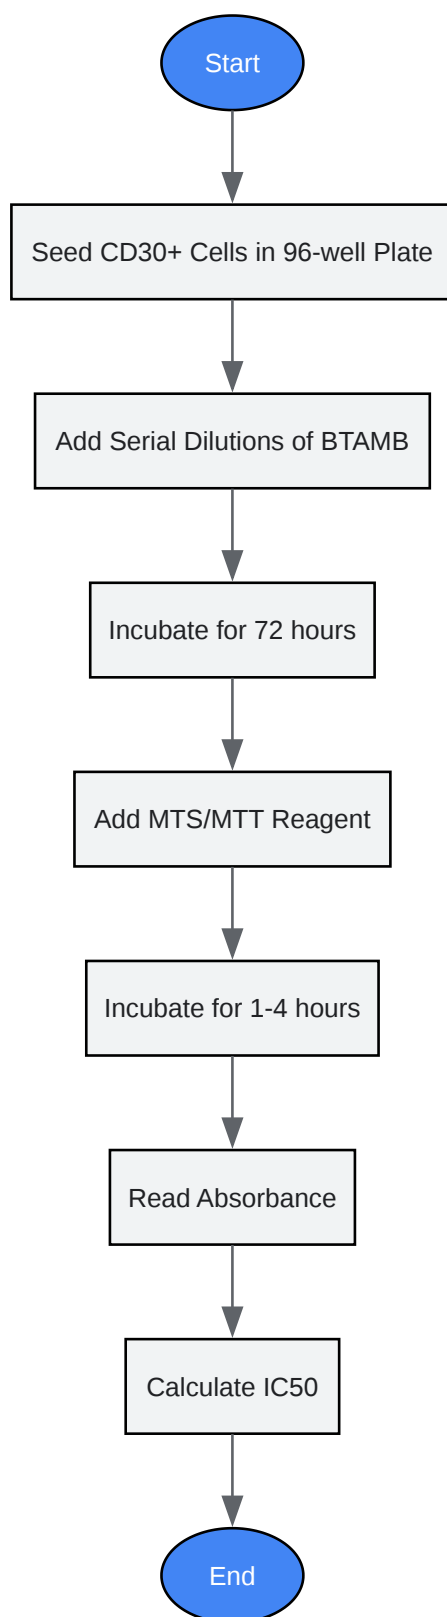 Start
Seed CD30+ Cells in 96-well Plate
Add Serial Dilutions of BTAMB
Incubate for 72 hours
Add MTS/MTT Reagent
Incubate for 1-4 hours
Read Absorbance
Calculate IC50
End